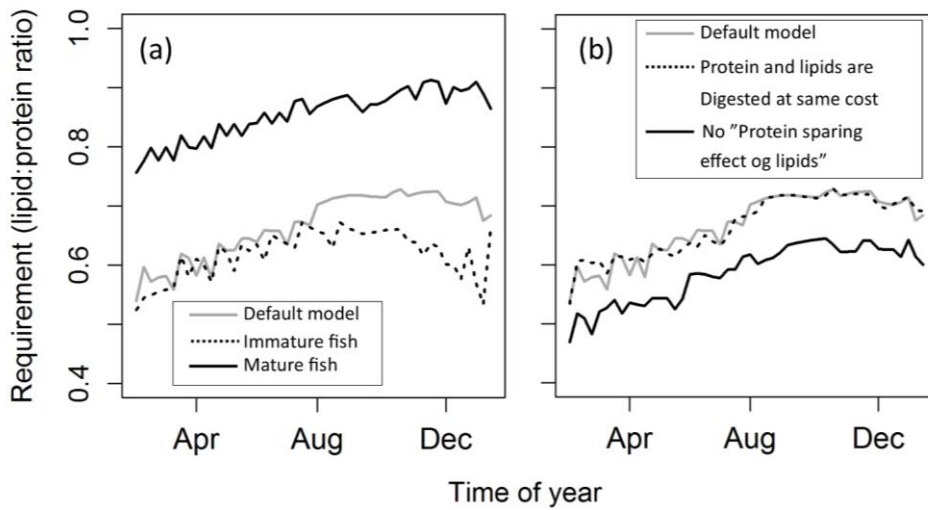 Requirement (lipid:protein ratio)
1.0
0.8
0.6
0.4
(a)
Default model
Immature fish
Mature fish
Apr
Aug
Dec
(b)
Default model
Protein and lipids are
Digested at same cost
No "Protein sparing
effect og lipids"
Apr
Aug
Dec
Time of year